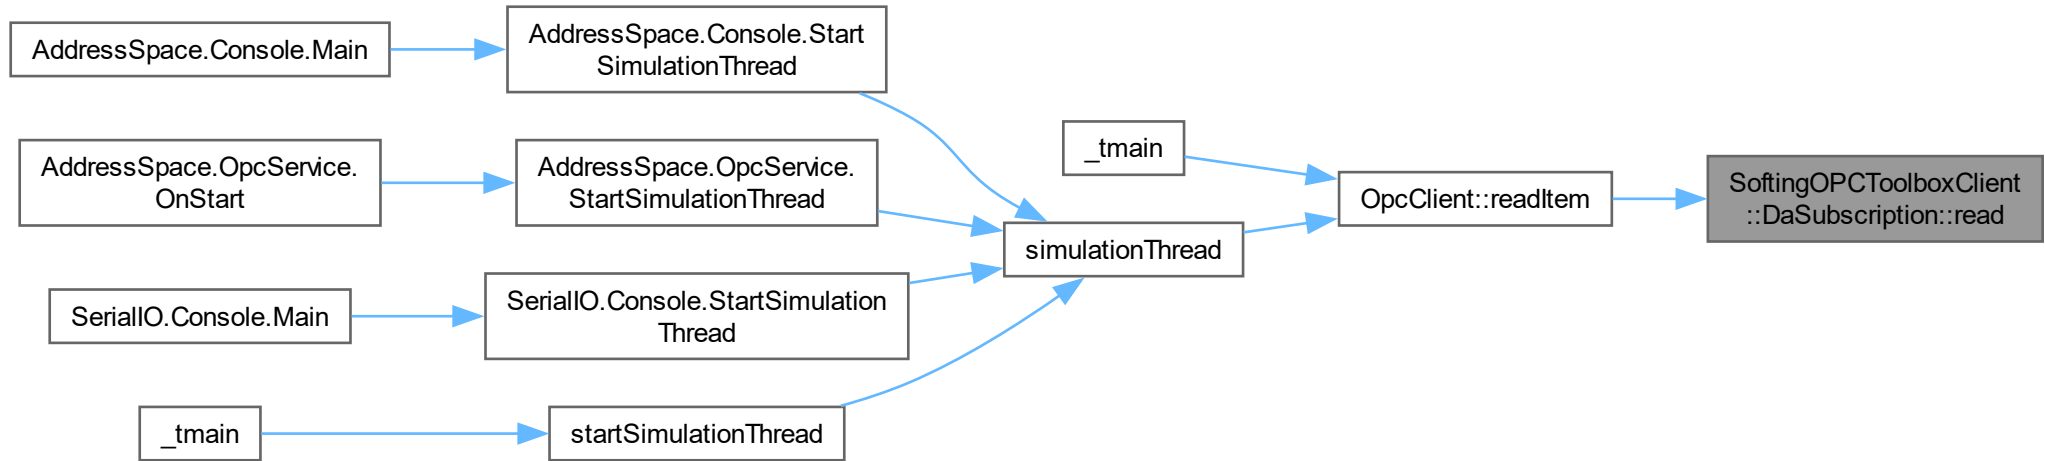 AddressSpace.Console.Main
AddressSpace.Console.Start
SimulationThread
AddressSpace.OpcService.
OnStart
AddressSpace.OpcService.
StartSimulationThread
SerialIO.Console.Main
SerialIO.Console.StartSimulation
Thread
_tmain
startSimulationThread
_tmain
simulationThread
OpcClient::readItem
SoftingOPCToolboxClient
::DaSubscription::read